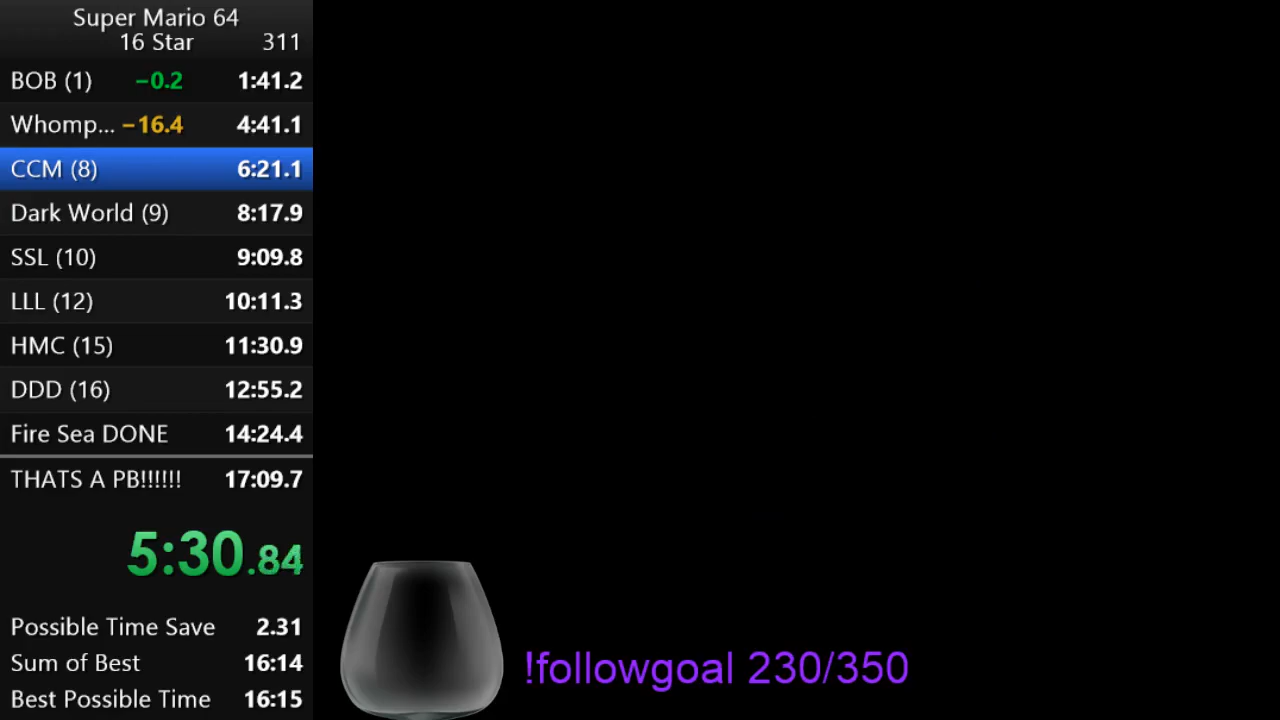 Super Mario 64
16 Star 311
BOB (1) −0.2 1:41.2
Whomp... −16.4 4:41.1
CCM (8) 6:21.1
Dark World (9) 8:17.9
SSL (10) 9:09.8
LLL (12) 10:11.3
HMC (15) 11:30.9
DDD (16) 12:55.2
Fire Sea DONE 14:24.4
THATS A PB!!!!!! 17:09.7
5:30.84
Possible Time Save 2.31
Sum of Best 16:14
Best Possible Time 16:15
!followgoal 230/350